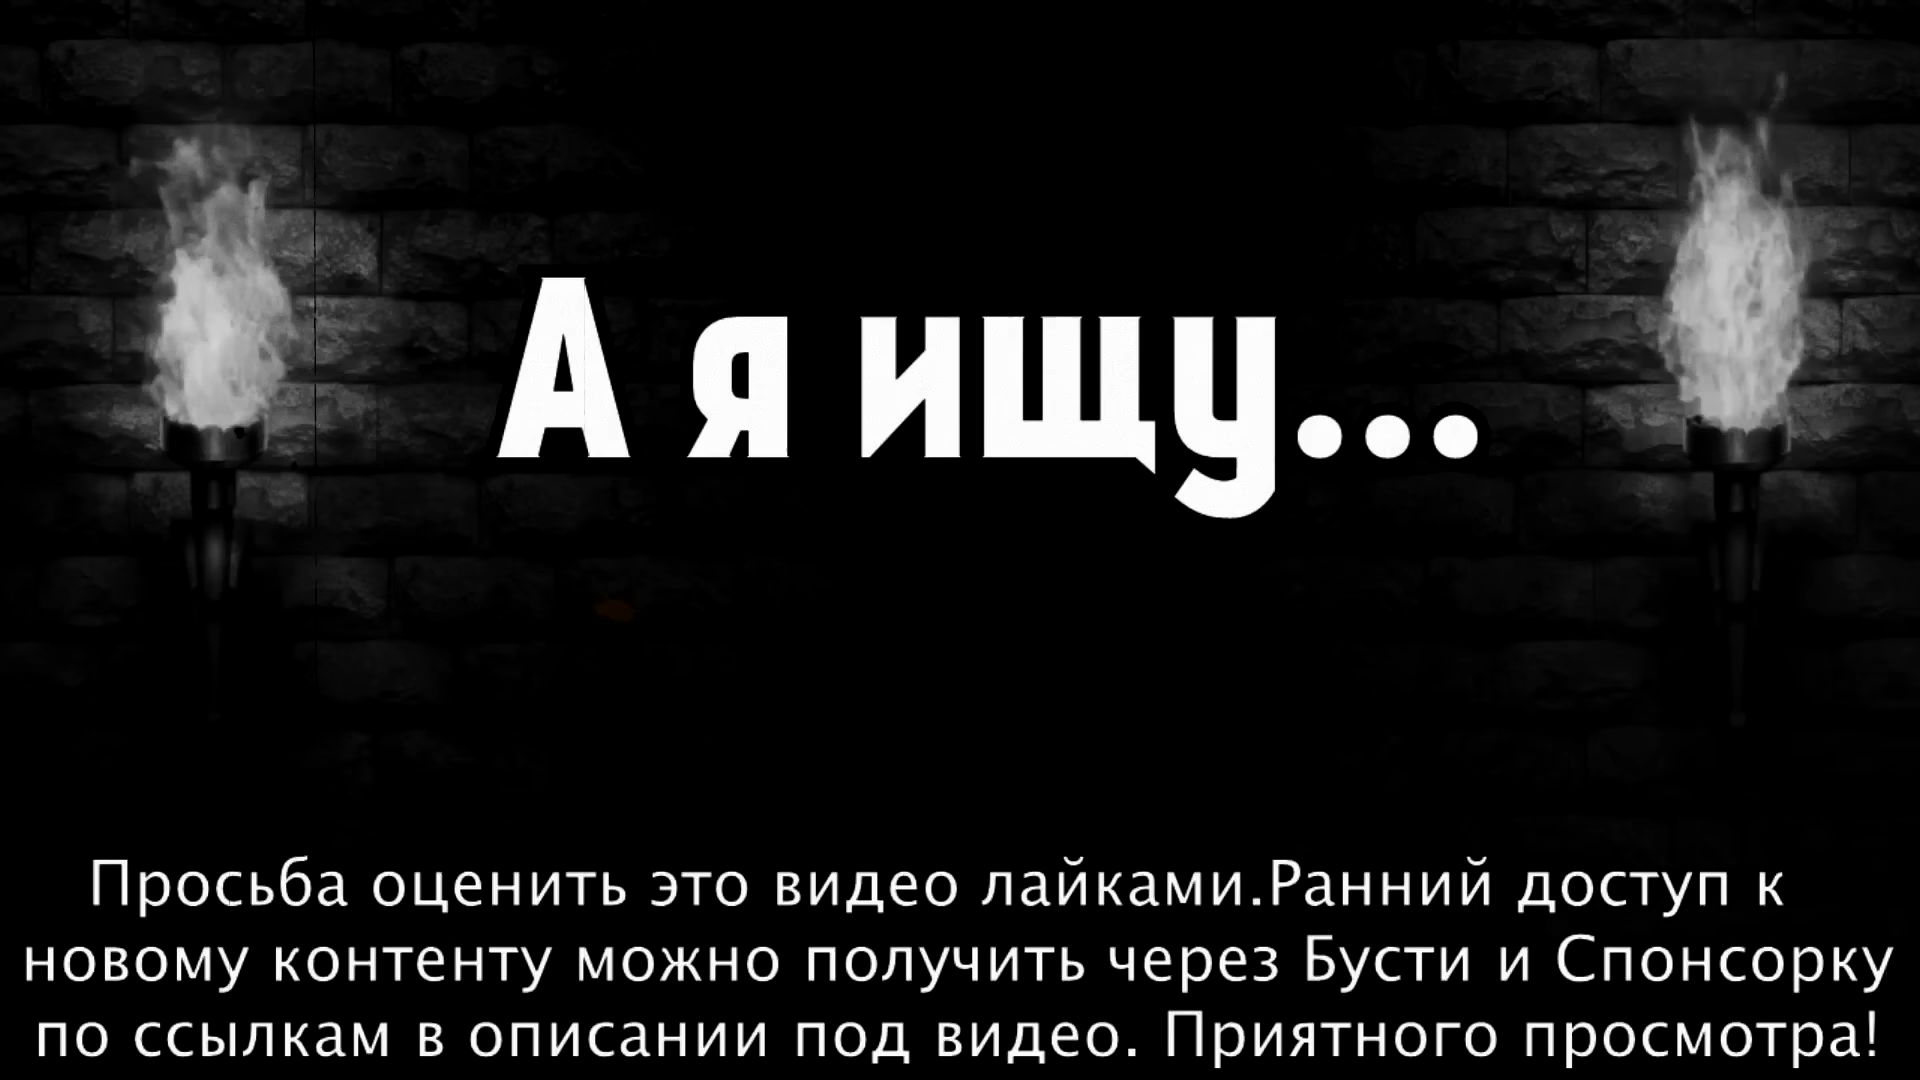 А я ищу...
Просьба оценить это видео лайками.Ранний доступ к
новому контенту можно получить через Бусти и Спонсорку
по ссылкам в описании под видео. Приятного просмотра!